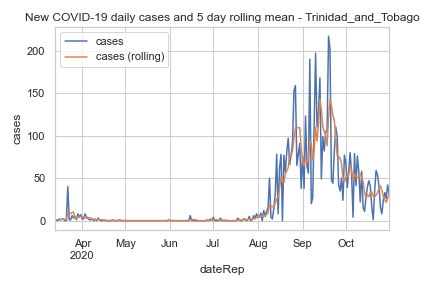 New COVID-19 daily cases and 5 day rolling mean - Trinidad_and_Tobago
cases
cases (rolling)
200
150
100
50
0
cases
Apr May Jun Jul Aug Sep Oct
2020
dateRep